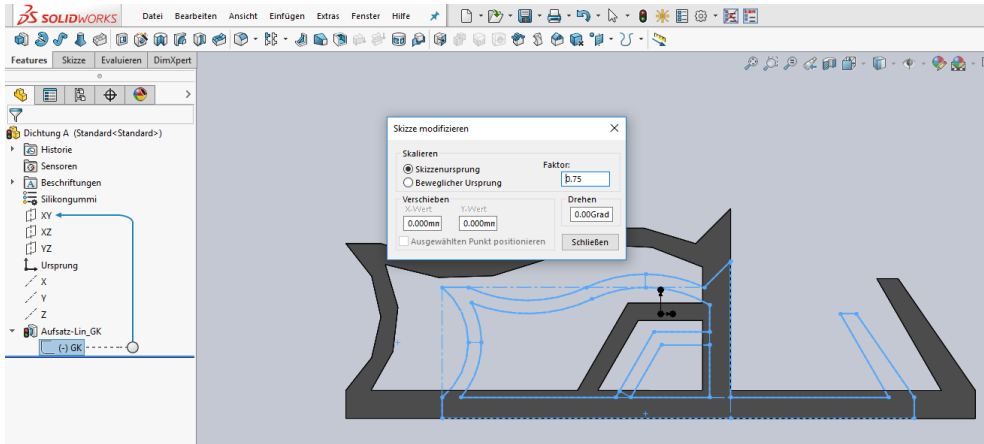 SOLIDWORKS Datei Bearbeiten Ansicht Einfügen Extras Fenster Hilfe
Features Skizze Evaluieren DimXpert
Dichtung A (Standard<Standard>)
Historie
Sensoren
Beschriftungen
Silikongummi
XY
XZ
YZ
Ursprung
X
Y
Z
Aufsatz-Lin_GK
(-) GK
Skizze modifizieren
Skalieren
Skizzenursprung
Beweglicher Ursprung
Faktor:
0.75
Verschieben
X-Wert Y-Wert
0.000mm 0.000mm
Ausgewählten Punkt positionieren
Drehen
0.00Grad
Schließen